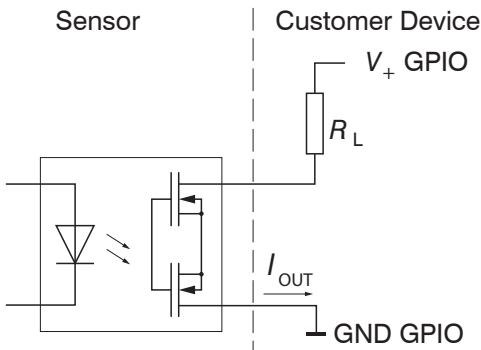 Sensor
Customer Device
V+ GPIO
RL
IOUT
GND GPIO